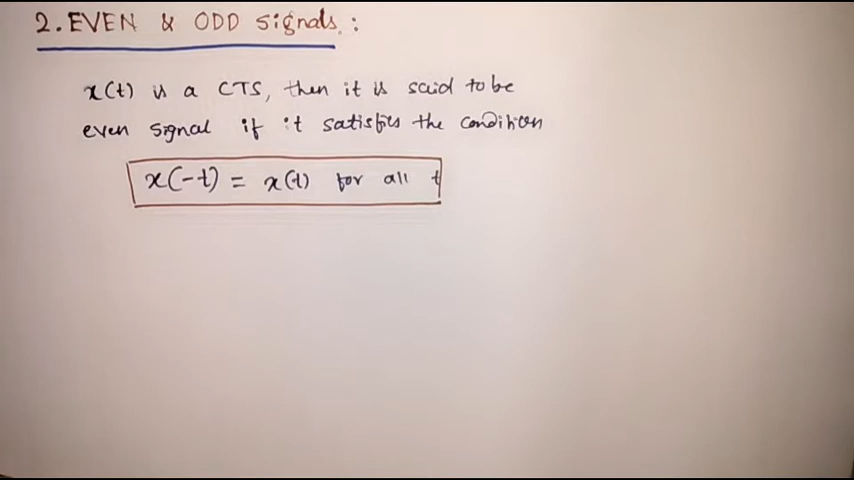 2. EVEN & ODD Signals :
x(t) is a CTS, then it is said to be
even signal if it satisfies the condition
x(-t) = x(t) for all t